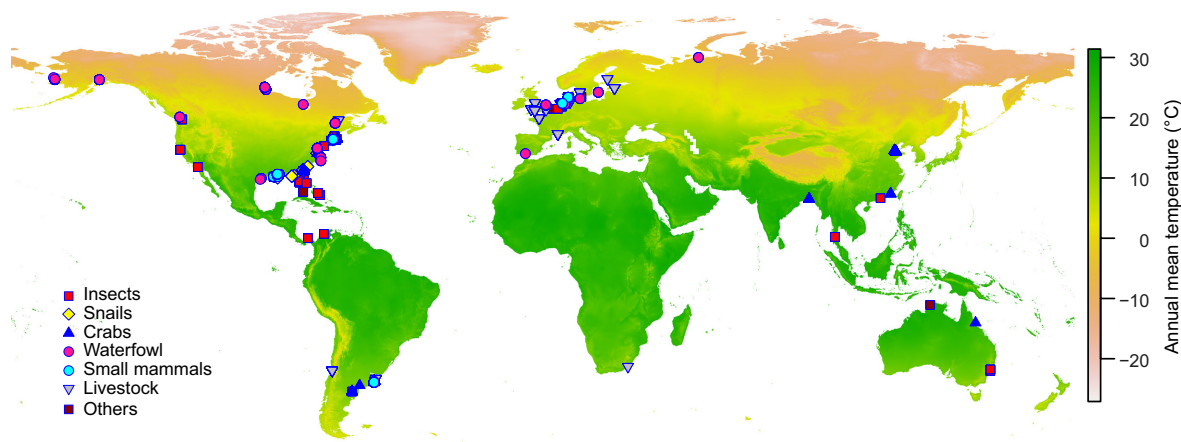 Insects
Snails
Crabs
Waterfowl
Small mammals
Livestock
Others
30
20
10
0
−10
−20
Annual mean temperature (°C)